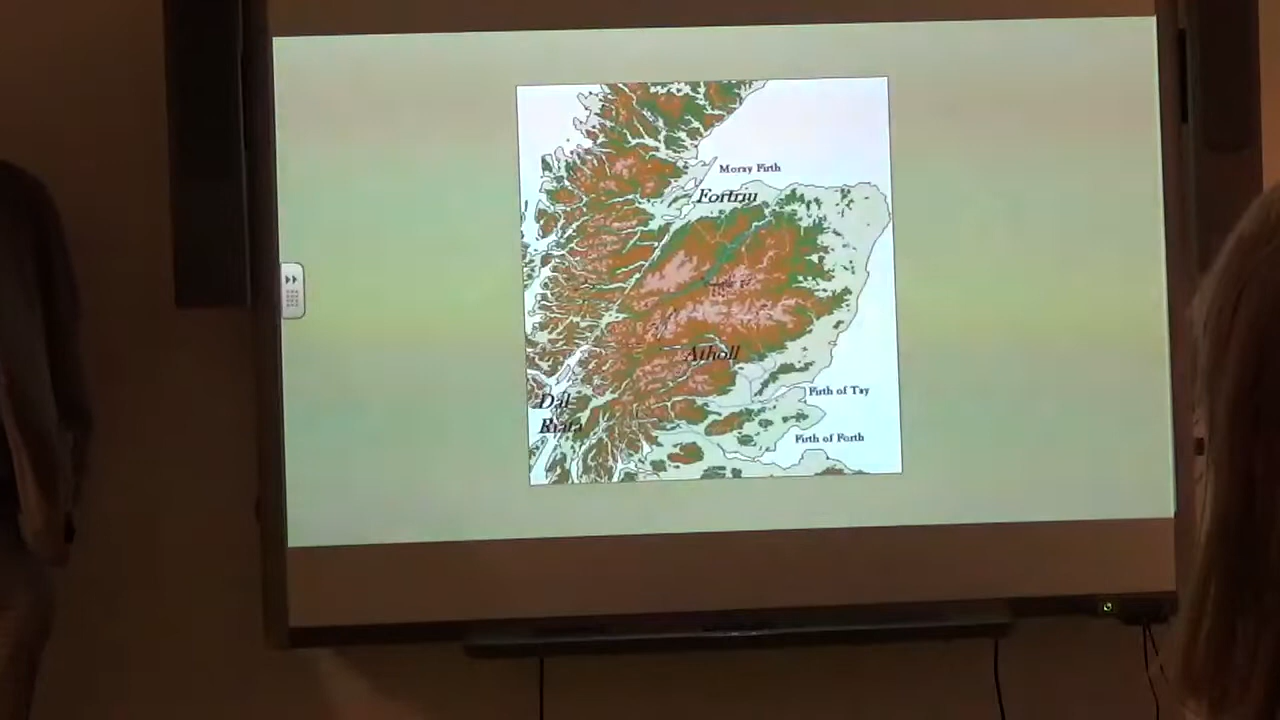 Moray Firth
Fortriu
Atholl
Dál
Riata
Firth of Tay
Firth of Forth